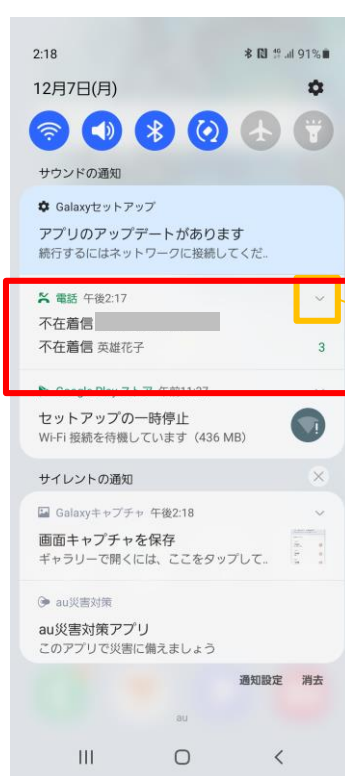 2:18 91%
12月7日(月)
サウンドの通知
Galaxyセットアップ
アプリのアップデートがあります
続行するにはネットワークに接続してくだ..
電話 午後2:17
不在着信
不在着信 英雄花子 3
Google Play ストア 午前11:27
セットアップの一時停止
Wi-Fi 接続を待機しています（436 MB）
サイレントの通知
Galaxyキャプチャ 午後2:18
画面キャプチャを保存
ギャラリーで開くには、ここをタップして..
au災害対策
au災害対策アプリ
このアプリで災害に備えましょう
通知設定 消去
au